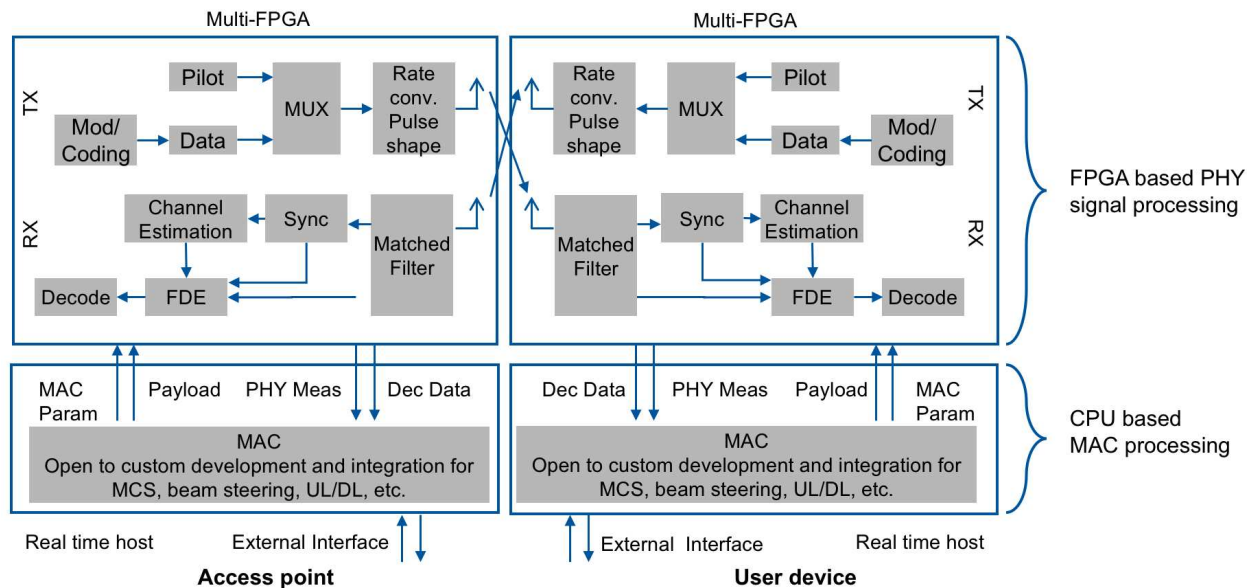 Multi-FPGA
Multi-FPGA
TX
Pilot
MUX
Rate
conv.
Pulse
shape
Mod/
Coding
Data
RX
Channel
Estimation
Sync
Matched
Filter
Decode
FDE
Rate
conv.
Pulse
shape
MUX
Pilot
TX
Data
Mod/
Coding
Matched
Filter
Sync
Channel
Estimation
RX
FDE
Decode
FPGA based PHY
signal processing
MAC
Param
Payload
PHY Meas
Dec Data
MAC
Open to custom development and integration for
MCS, beam steering, UL/DL, etc.
Dec Data
PHY Meas
Payload
MAC
Param
MAC
Open to custom development and integration for
MCS, beam steering, UL/DL, etc.
CPU based
MAC processing
Real time host
External Interface
External Interface
Real time host
Access point
User device